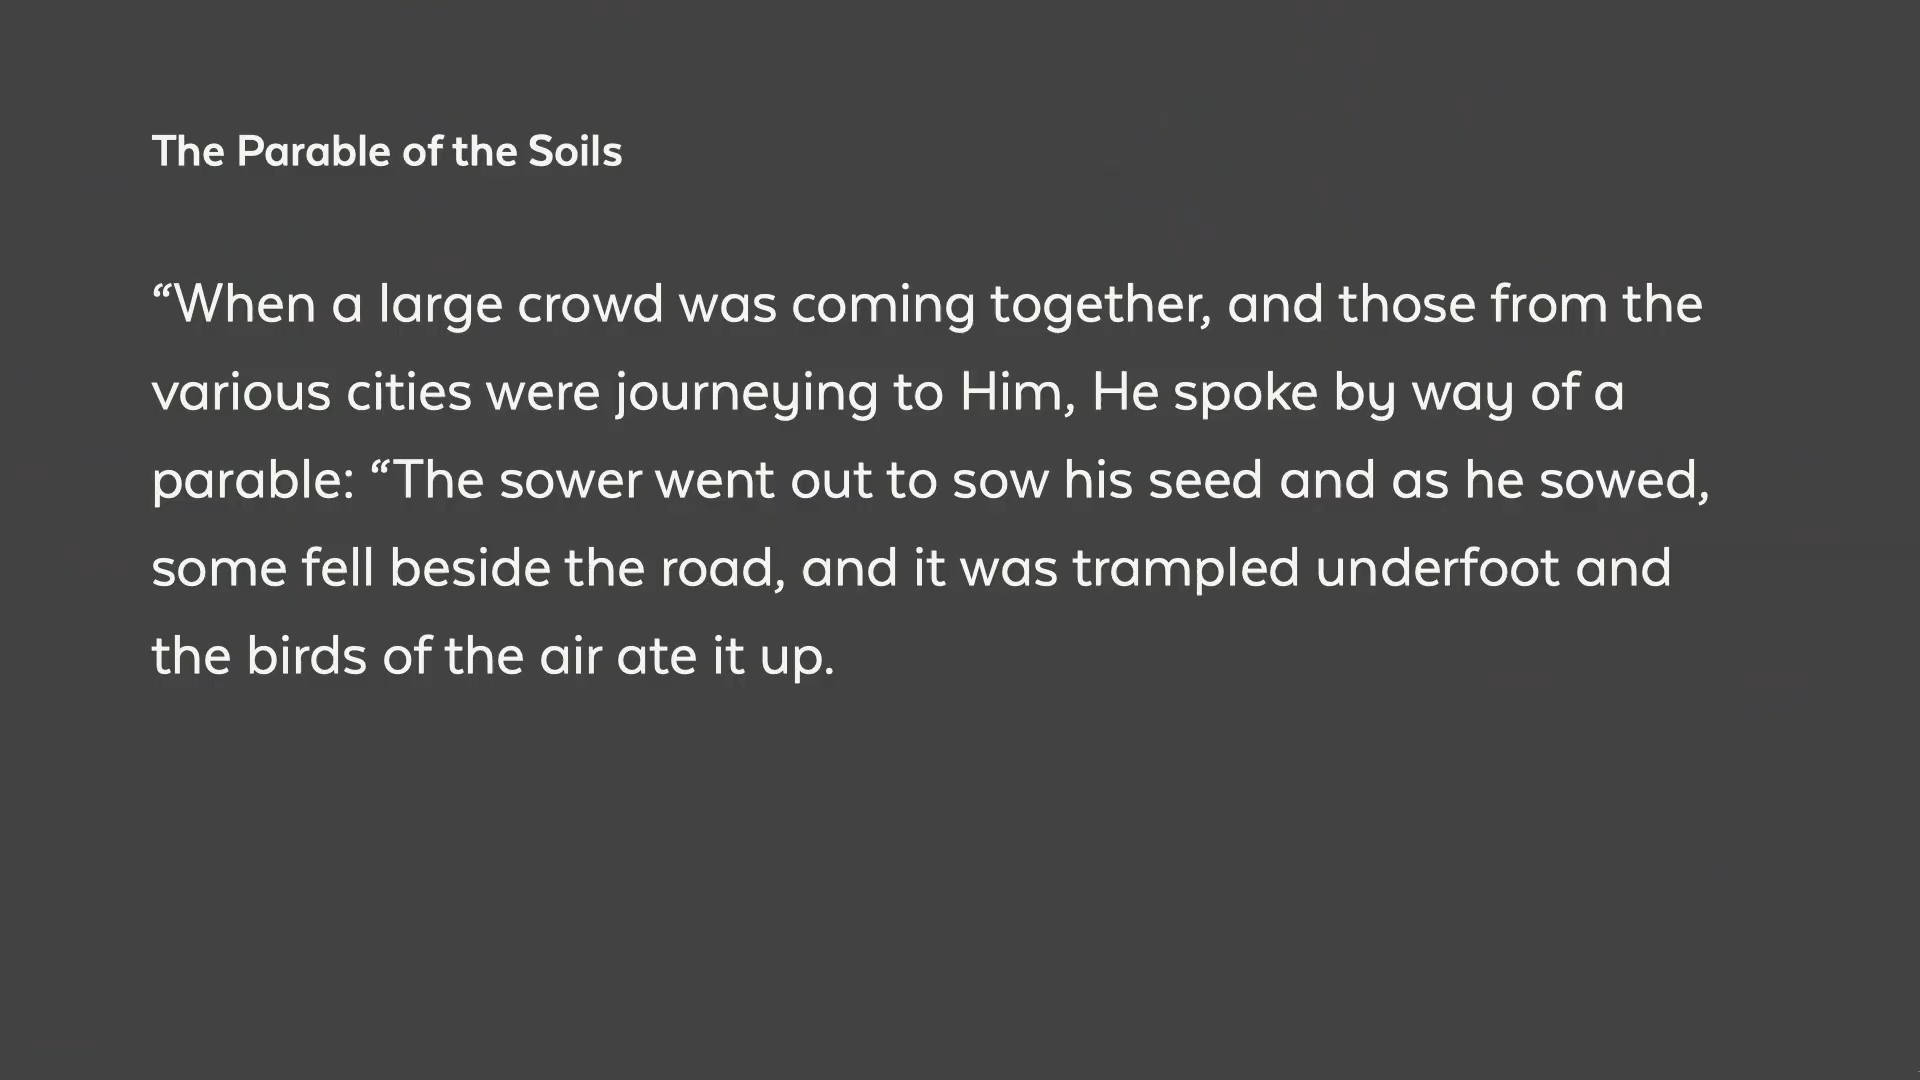 The Parable of the Soils
“When a large crowd was coming together, and those from the
various cities were journeying to Him, He spoke by way of a
parable: “The sower went out to sow his seed and as he sowed,
some fell beside the road, and it was trampled underfoot and
the birds of the air ate it up.